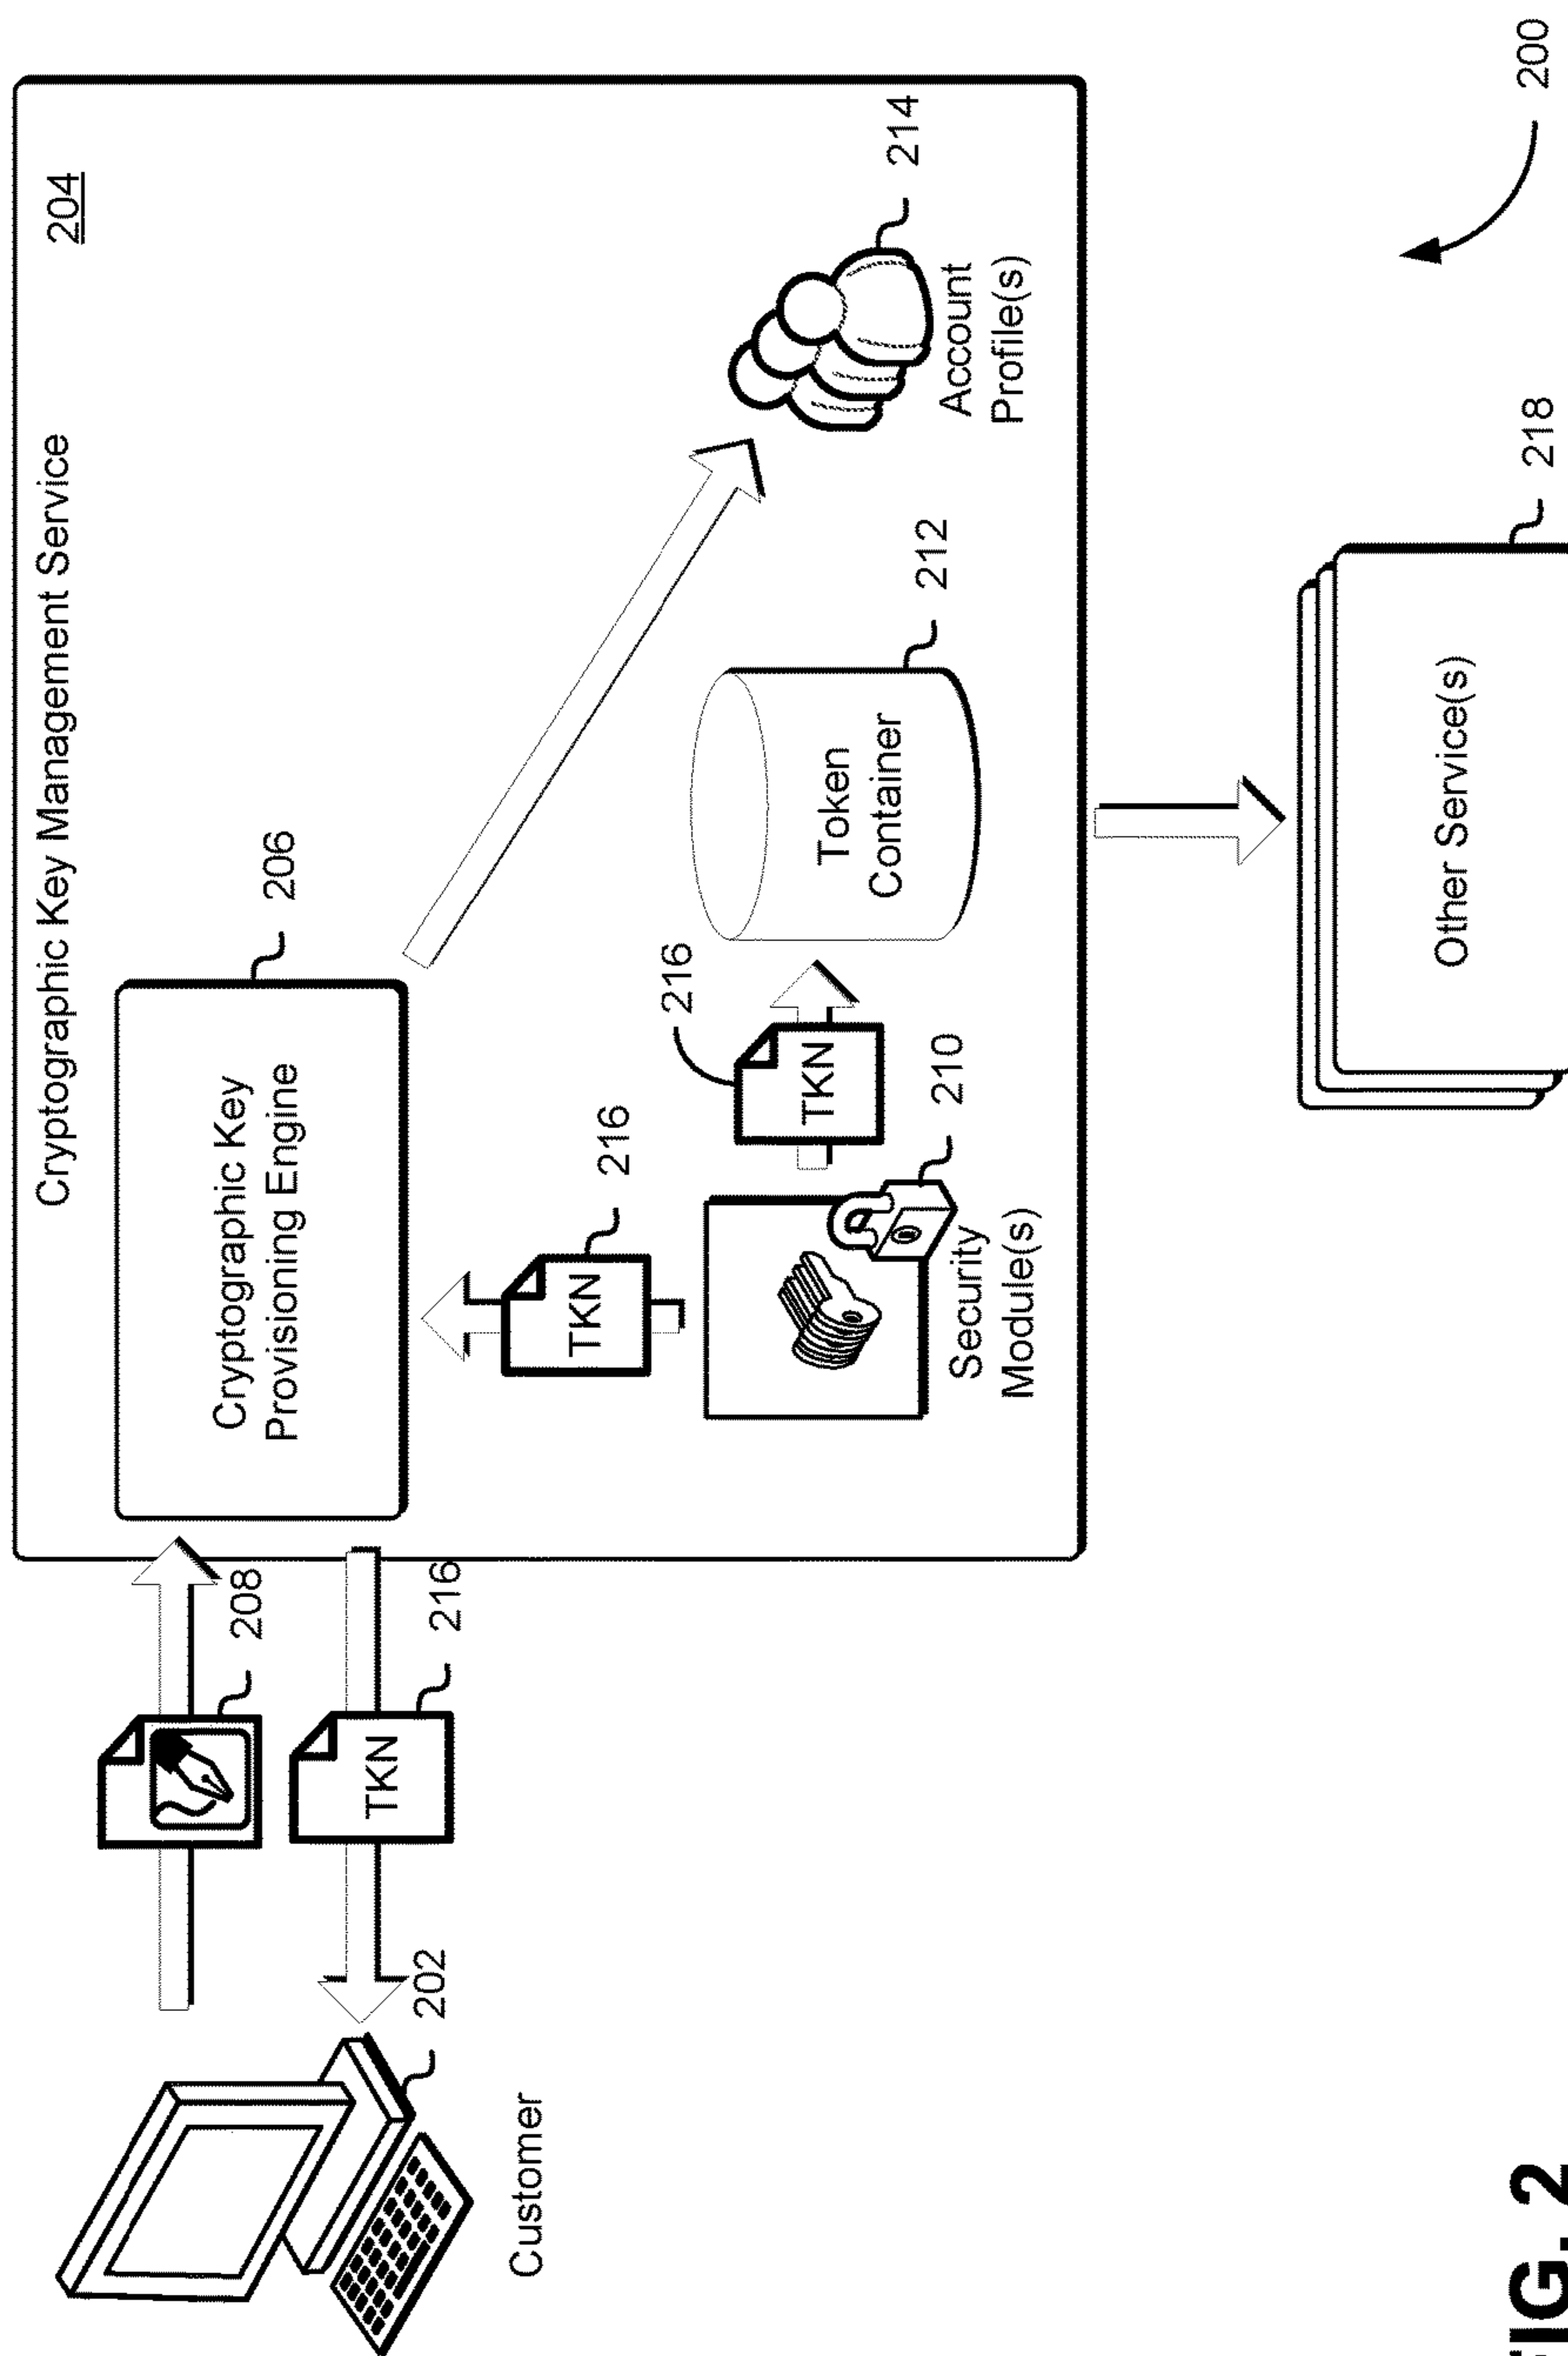 Cryptographic Key Management Service
204
Cryptographic Key
Provisioning Engine
206
208
TKN
216
202
Customer
TKN
216
TKN
216
210
Security
Module(s)
Token
Container
212
214
Account
Profile(s)
Other Service(s)
218
200
FIG. 2